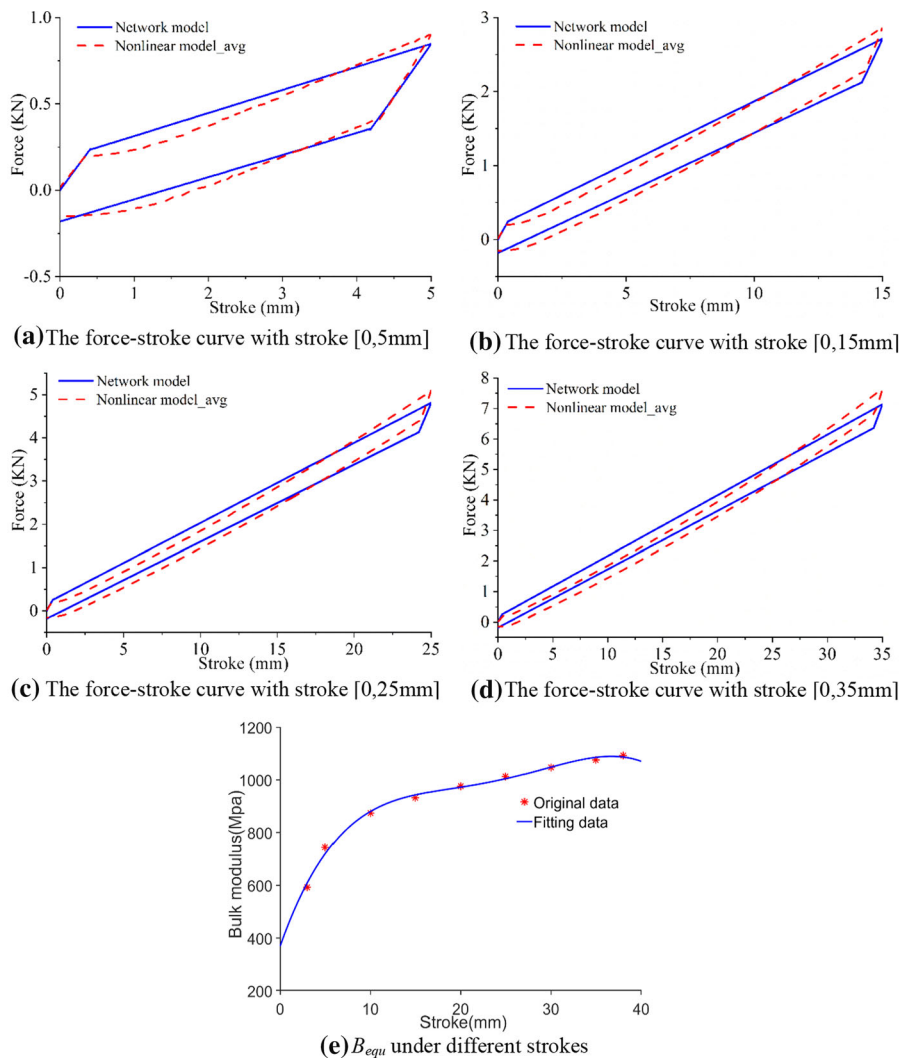 Network model
Nonlinear model_avg
1.0
0.5
0.0
-0.5
Force (KN)
0 1 2 3 4 5
Stroke (mm)
(a) The force-stroke curve with stroke [0,5mm]
Network model
Nonlinear model_avg
3
2
1
0
Force (KN)
0 5 10 15
Stroke (mm)
(b) The force-stroke curve with stroke [0,15mm]
Network model
Nonlinear model_avg
5
4
3
2
1
0
Force (KN)
0 5 10 15 20 25
Stroke (mm)
(c) The force-stroke curve with stroke [0,25mm]
Network model
Nonlinear model_avg
8
7
6
5
4
3
2
1
0
Force (KN)
0 5 10 15 20 25 30 35
Stroke (mm)
(d) The force-stroke curve with stroke [0,35mm]
1200
1000
800
600
400
200
Bulk modulus(Mpa)
Original data
Fitting data
0 10 20 30 40
Stroke(mm)
(e) Bequ under different strokes